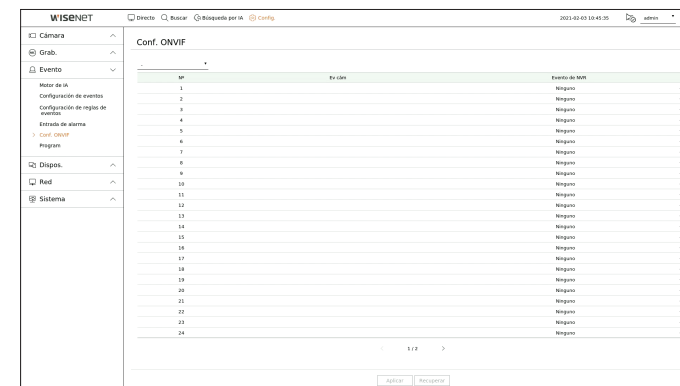 WISENET
Directo Buscar Búsqueda por IA Config. 2021-02-03 10:45:35 admin
Cámara
Grab.
Evento
Motor de IA
Configuración de eventos
Configuración de reglas de
eventos
Entrada de alarma
> Conf. ONVIF
Program
Dispos.
Red
Sistema
Conf. ONVIF
-
Nº Ev cám Evento de NVR
1 Ninguno
2 Ninguno
3 Ninguno
4 Ninguno
5 Ninguno
6 Ninguno
7 Ninguno
8 Ninguno
9 Ninguno
10 Ninguno
11 Ninguno
12 Ninguno
13 Ninguno
14 Ninguno
15 Ninguno
16 Ninguno
17 Ninguno
18 Ninguno
19 Ninguno
20 Ninguno
21 Ninguno
22 Ninguno
23 Ninguno
24 Ninguno
1 / 2 >
Aplicar Recuperar